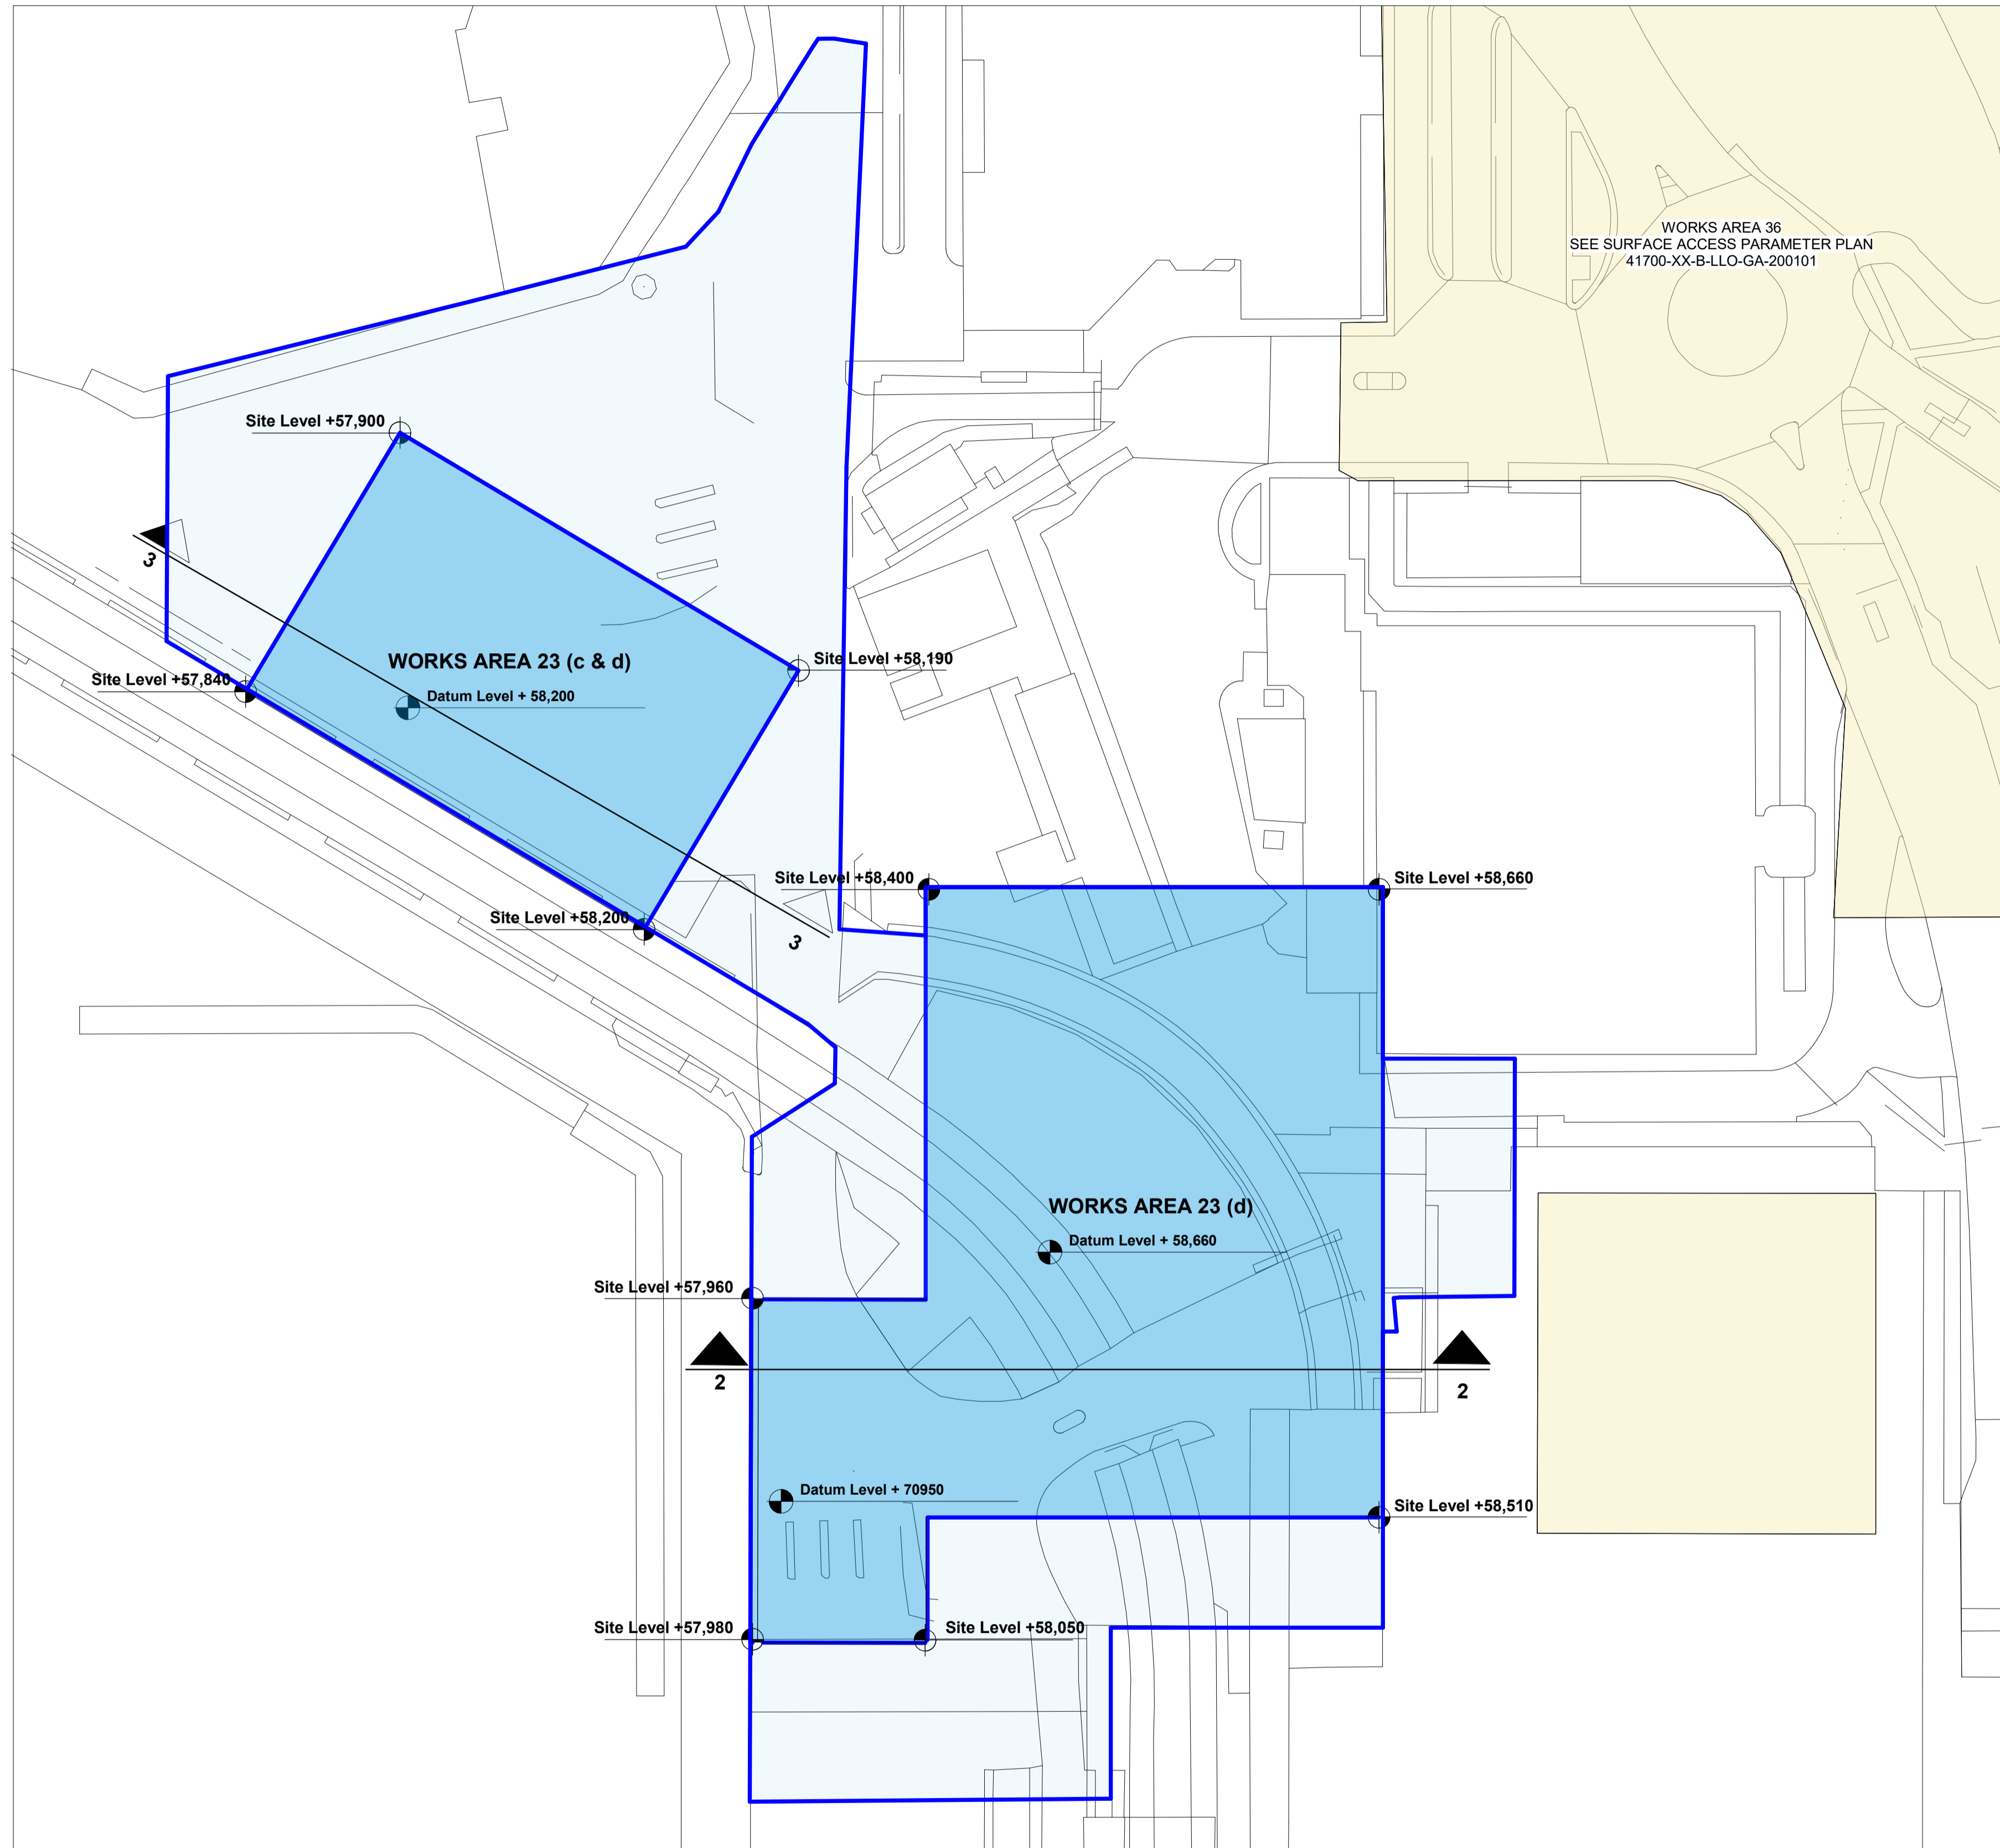 WORKS AREA 36
SEE SURFACE ACCESS PARAMETER PLAN
41700-XX-B-LLO-GA-200101
Site Level +57,900
3
WORKS AREA 23 (c & d)
Site Level +58,190
Site Level +57,840
Datum Level + 58,200
Site Level +58,400
Site Level +58,660
Site Level +58,200
3
WORKS AREA 23 (d)
Datum Level + 58,660
Site Level +57,960
2
2
Datum Level + 70950
Site Level +58,510
Site Level +57,980
Site Level +58,050